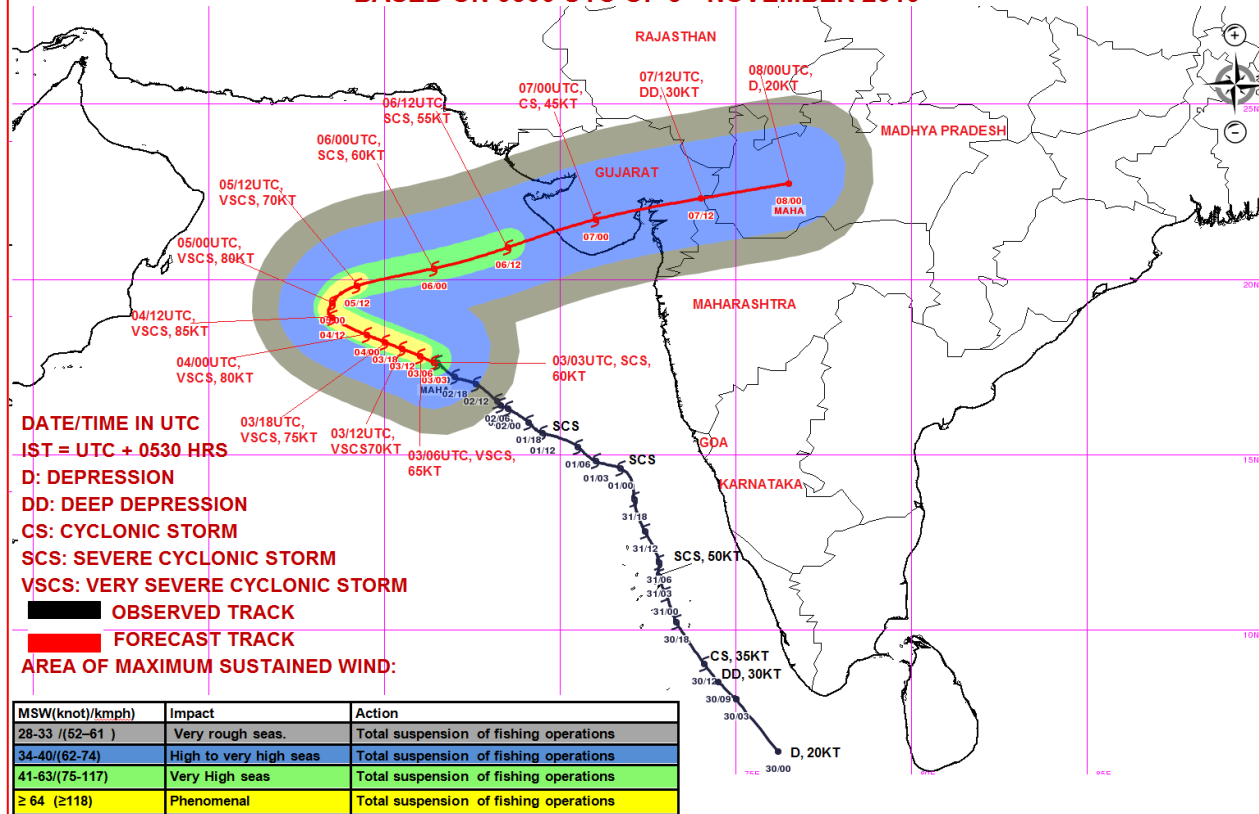 RAJASTHAN
07/12UTC,
DD, 30KT
08/00UTC,
D, 20KT
07/00UTC,
CS, 45KT
06/12UTC
SCS, 55KT
06/00UTC,
SCS, 60KT
05/12UTC,
VSCS, 70KT
05/00UTC,
VSCS, 80KT
04/12UTC,
VSCS, 85KT
04/00UTC,
VSCS, 80KT
03/18UTC,
VSCS, 75KT
03/12UTC,
VSCS70KT
03/06UTC, VSCS,
65KT
03/03UTC, SCS,
60KT
25N
MADHYA PRADESH
GUJARAT
08/00
MAHA
07/12
07/00
06/12
06/00
20N
05/12
05/00
04/12
04/00
03/18
03/12
03/06
03/03
MAHA
02/18
02/12
02/06
02/00
01/18
01/12
SCS
01/06
01/03
SCS
01/00
31/18
31/12
SCS, 50KT
31/06
31/03
31/00
30/18
CS, 35KT
30/12
DD, 30KT
30/09
30/03
D, 20KT
30/00
MAHARASHTRA
GOA
15N
KARNATAKA
10N
75E
80E
85E
DATE/TIME IN UTC
IST = UTC + 0530 HRS
D: DEPRESSION
DD: DEEP DEPRESSION
CS: CYCLONIC STORM
SCS: SEVERE CYCLONIC STORM
VSCS: VERY SEVERE CYCLONIC STORM
OBSERVED TRACK
FORECAST TRACK
AREA OF MAXIMUM SUSTAINED WIND:
MSW(knot)/kmph) Impact Action
28-33 /(52–61 ) Very rough seas. Total suspension of fishing operations
34-40/(62-74) High to very high seas Total suspension of fishing operations
41-63/(75-117) Very High seas Total suspension of fishing operations
≥ 64 (≥118) Phenomenal Total suspension of fishing operations